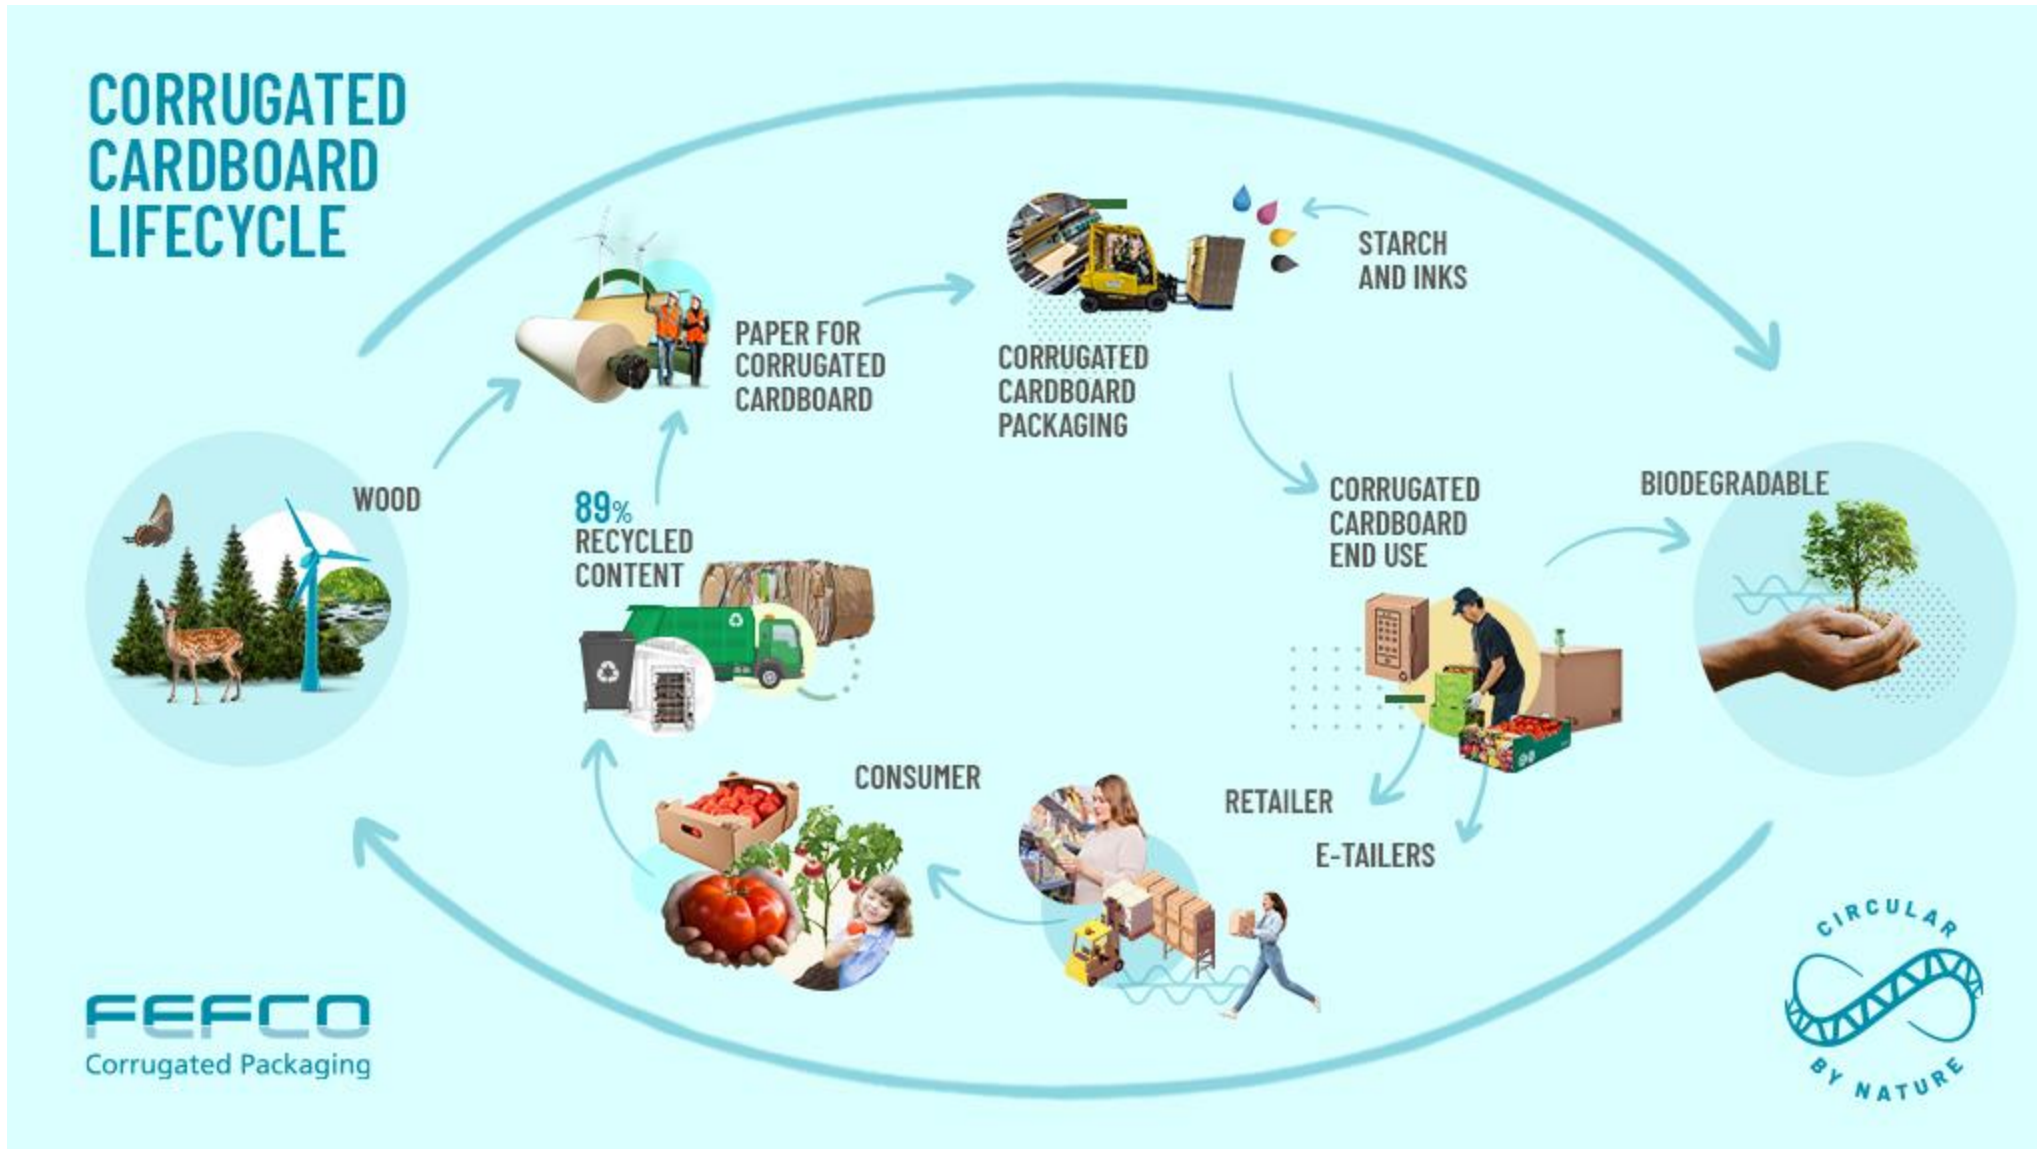 CORRUGATED
CARDBOARD
LIFECYCLE
STARCH
AND INKS
PAPER FOR
CORRUGATED
CARDBOARD
CORRUGATED
CARDBOARD
PACKAGING
WOOD
89%
RECYCLED
CONTENT
CORRUGATED
CARDBOARD
END USE
BIODEGRADABLE
CONSUMER
RETAILER
E-TAILERS
FEFCO
Corrugated Packaging
CIRCULAR
BY NATURE